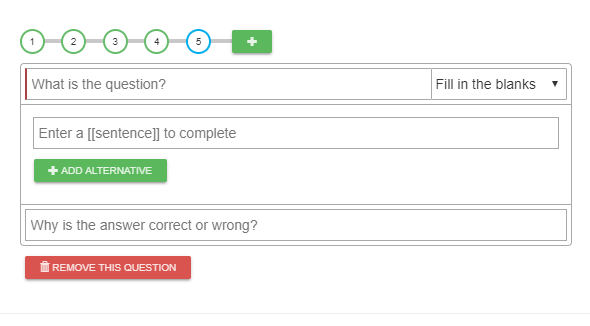 1 2 3 4 5
What is the question? Fill in the blanks
Enter a [[sentence]] to complete
ADD ALTERNATIVE
Why is the answer correct or wrong?
REMOVE THIS QUESTION